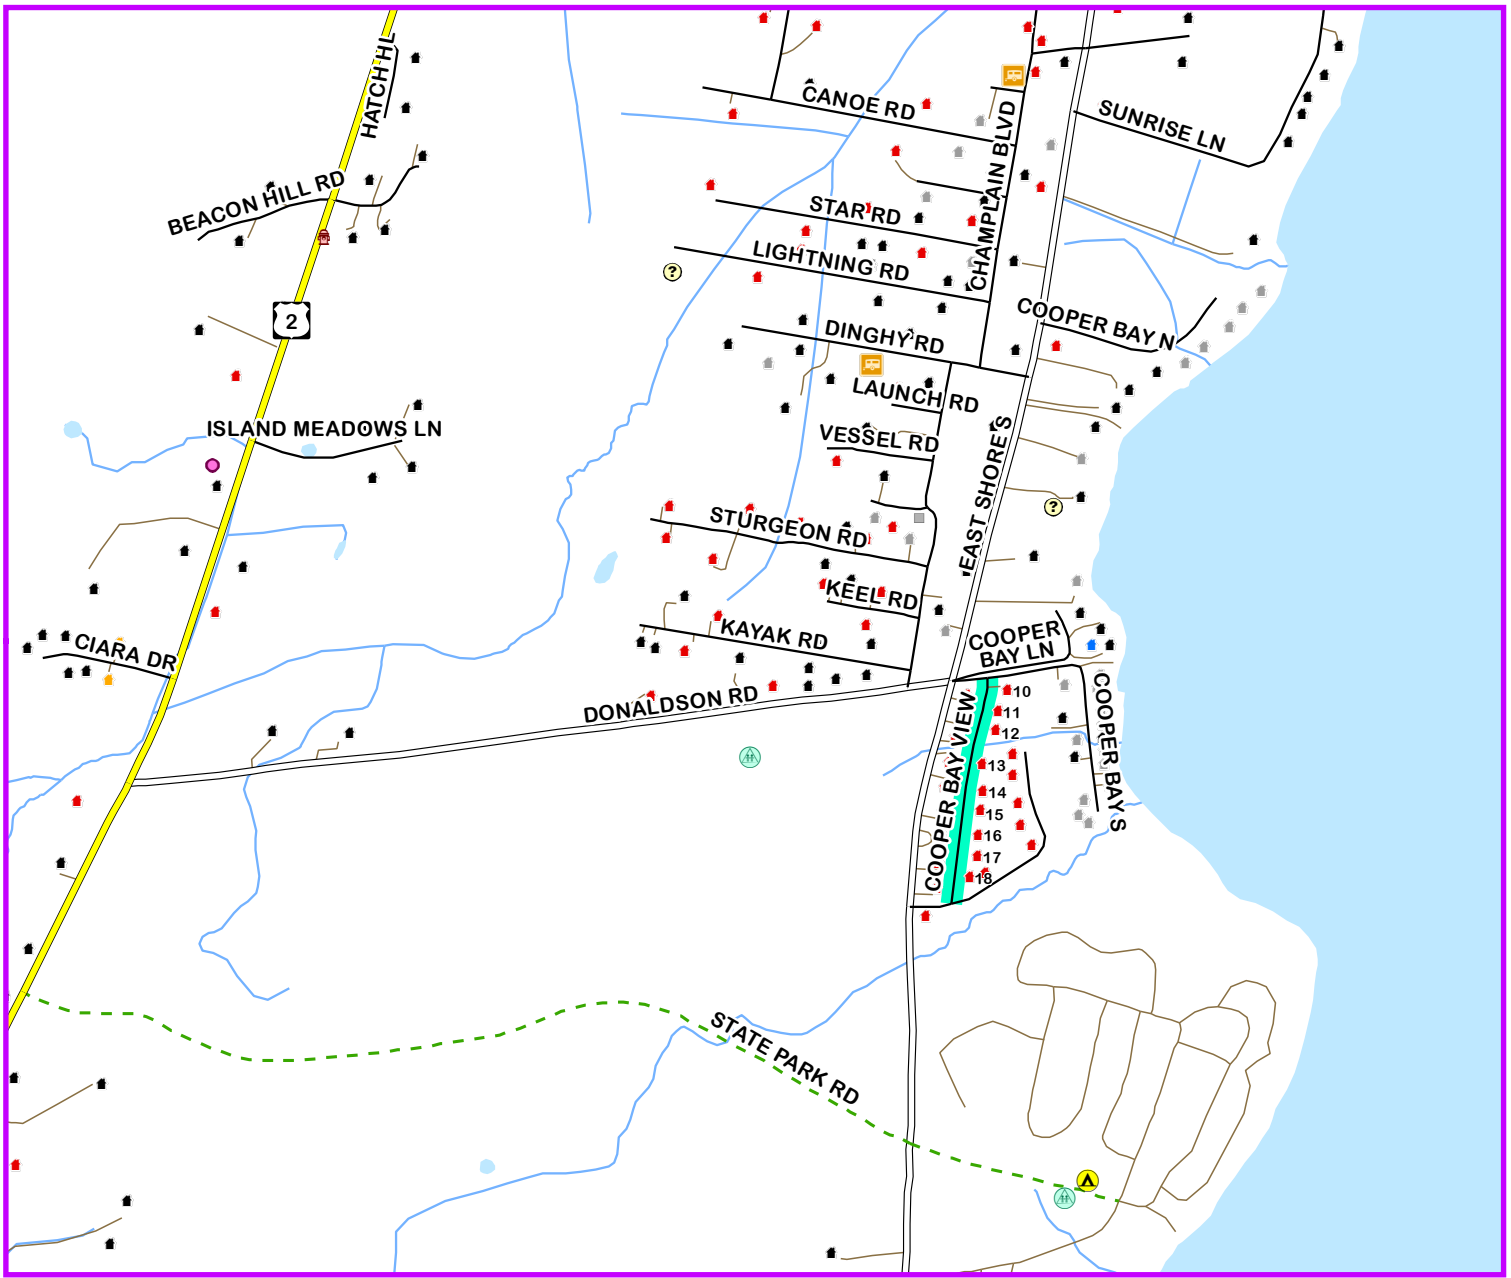 HATCH HL
CANOE RD
SUNRISE LN
CHAMPLAIN BLVD
BEACON HILL RD
STAR RD
LIGHTNING RD
?
2
COOPER BAY N
DINGHY RD
LAUNCH RD
ISLAND MEADOWS LN
VESSEL RD
EAST SHORE S
?
STURGEON RD
KEEL RD
KAYAK RD
CIARA DR
COOPER
BAY LN
DONALDSON RD
COOPER BAY VIEW
COOPER BAY S
10
11
12
13
14
15
16
17
18
STATE PARK RD